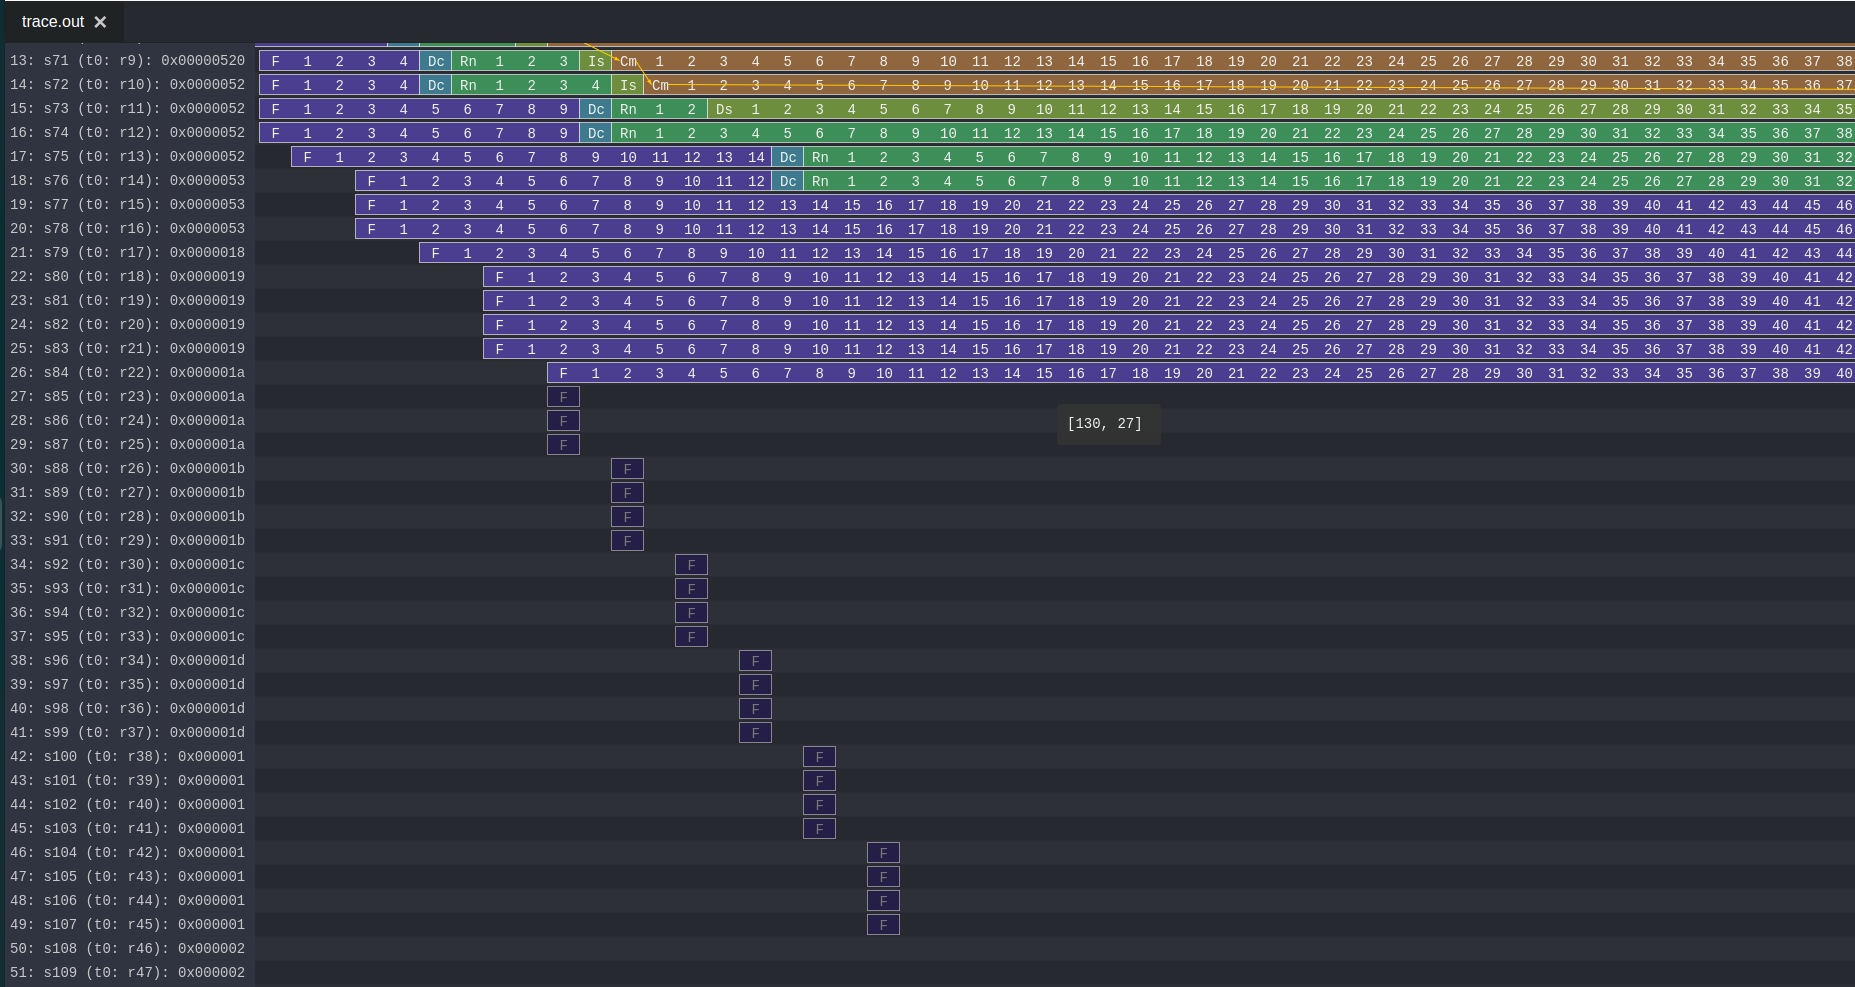 trace.out ✕
13: s71 (t0: r9): 0x00000520 F 1 2 3 4 Dc Rn 1 2 3 Is Cm 1 2 3 4 5 6 7 8 9 10 11 12 13 14 15 16 17 18 19 20 21 22 23 24 25 26 27 28 29 30 31 32 33 34 35 36 37 38
14: s72 (t0: r10): 0x0000052 F 1 2 3 4 Dc Rn 1 2 3 4 Is Cm 1 2 3 4 5 6 7 8 9 10 11 12 13 14 15 16 17 18 19 20 21 22 23 24 25 26 27 28 29 30 31 32 33 34 35 36 37
15: s73 (t0: r11): 0x0000052 F 1 2 3 4 5 6 7 8 9 Dc Rn 1 2 Ds 1 2 3 4 5 6 7 8 9 10 11 12 13 14 15 16 17 18 19 20 21 22 23 24 25 26 27 28 29 30 31 32 33 34 35
16: s74 (t0: r12): 0x0000052 F 1 2 3 4 5 6 7 8 9 Dc Rn 1 2 3 4 5 6 7 8 9 10 11 12 13 14 15 16 17 18 19 20 21 22 23 24 25 26 27 28 29 30 31 32 33 34 35 36 37 38
17: s75 (t0: r13): 0x0000052 F 1 2 3 4 5 6 7 8 9 10 11 12 13 14 Dc Rn 1 2 3 4 5 6 7 8 9 10 11 12 13 14 15 16 17 18 19 20 21 22 23 24 25 26 27 28 29 30 31 32
18: s76 (t0: r14): 0x0000053 F 1 2 3 4 5 6 7 8 9 10 11 12 Dc Rn 1 2 3 4 5 6 7 8 9 10 11 12 13 14 15 16 17 18 19 20 21 22 23 24 25 26 27 28 29 30 31 32
19: s77 (t0: r15): 0x0000053 F 1 2 3 4 5 6 7 8 9 10 11 12 13 14 15 16 17 18 19 20 21 22 23 24 25 26 27 28 29 30 31 32 33 34 35 36 37 38 39 40 41 42 43 44 45 46
20: s78 (t0: r16): 0x0000053 F 1 2 3 4 5 6 7 8 9 10 11 12 13 14 15 16 17 18 19 20 21 22 23 24 25 26 27 28 29 30 31 32 33 34 35 36 37 38 39 40 41 42 43 44 45 46
21: s79 (t0: r17): 0x0000018 F 1 2 3 4 5 6 7 8 9 10 11 12 13 14 15 16 17 18 19 20 21 22 23 24 25 26 27 28 29 30 31 32 33 34 35 36 37 38 39 40 41 42 43 44
22: s80 (t0: r18): 0x0000019 F 1 2 3 4 5 6 7 8 9 10 11 12 13 14 15 16 17 18 19 20 21 22 23 24 25 26 27 28 29 30 31 32 33 34 35 36 37 38 39 40 41 42
23: s81 (t0: r19): 0x0000019 F 1 2 3 4 5 6 7 8 9 10 11 12 13 14 15 16 17 18 19 20 21 22 23 24 25 26 27 28 29 30 31 32 33 34 35 36 37 38 39 40 41 42
24: s82 (t0: r20): 0x0000019 F 1 2 3 4 5 6 7 8 9 10 11 12 13 14 15 16 17 18 19 20 21 22 23 24 25 26 27 28 29 30 31 32 33 34 35 36 37 38 39 40 41 42
25: s83 (t0: r21): 0x0000019 F 1 2 3 4 5 6 7 8 9 10 11 12 13 14 15 16 17 18 19 20 21 22 23 24 25 26 27 28 29 30 31 32 33 34 35 36 37 38 39 40 41 42
26: s84 (t0: r22): 0x000001a F 1 2 3 4 5 6 7 8 9 10 11 12 13 14 15 16 17 18 19 20 21 22 23 24 25 26 27 28 29 30 31 32 33 34 35 36 37 38 39 40
27: s85 (t0: r23): 0x000001a F
28: s86 (t0: r24): 0x000001a F [130, 27]
29: s87 (t0: r25): 0x000001a F
30: s88 (t0: r26): 0x000001b F
31: s89 (t0: r27): 0x000001b F
32: s90 (t0: r28): 0x000001b F
33: s91 (t0: r29): 0x000001b F
34: s92 (t0: r30): 0x000001c F
35: s93 (t0: r31): 0x000001c F
36: s94 (t0: r32): 0x000001c F
37: s95 (t0: r33): 0x000001c F
38: s96 (t0: r34): 0x000001d F
39: s97 (t0: r35): 0x000001d F
40: s98 (t0: r36): 0x000001d F
41: s99 (t0: r37): 0x000001d F
42: s100 (t0: r38): 0x000001 F
43: s101 (t0: r39): 0x000001 F
44: s102 (t0: r40): 0x000001 F
45: s103 (t0: r41): 0x000001 F
46: s104 (t0: r42): 0x000001 F
47: s105 (t0: r43): 0x000001 F
48: s106 (t0: r44): 0x000001 F
49: s107 (t0: r45): 0x000001 F
50: s108 (t0: r46): 0x000002
51: s109 (t0: r47): 0x000002